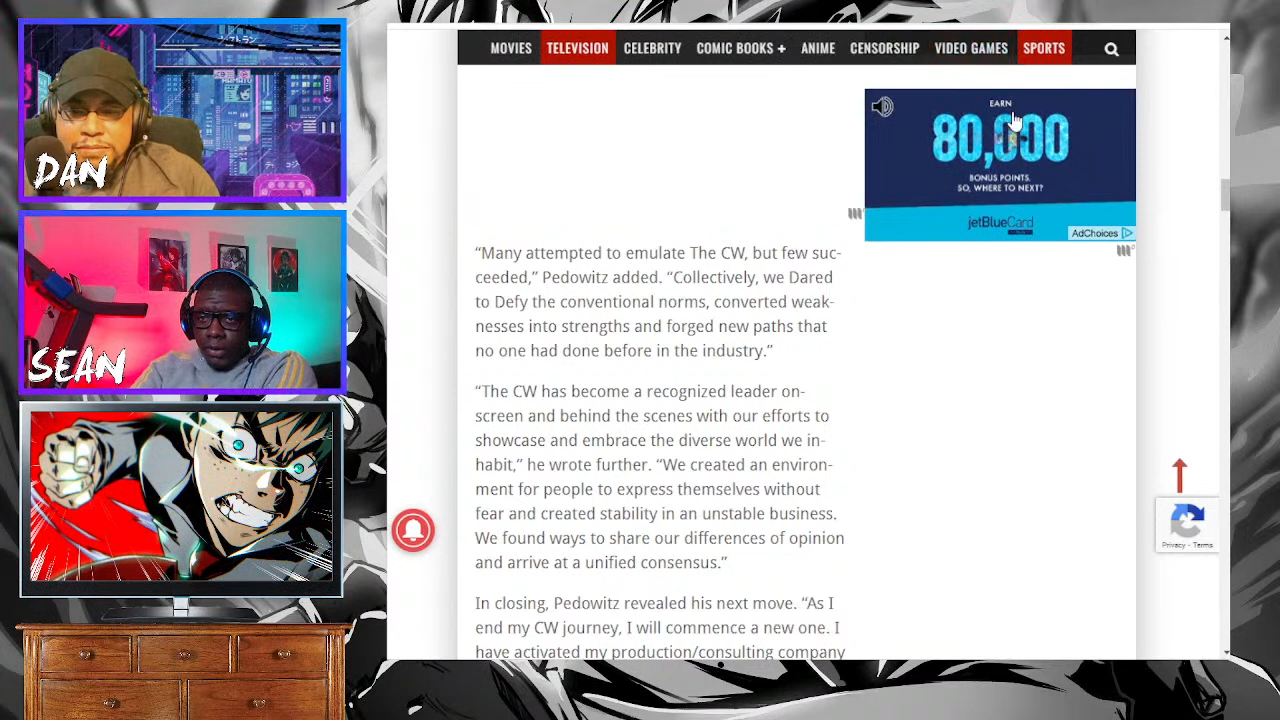 DAN
SEAN
MOVIES TELEVISION CELEBRITY COMIC BOOKS + ANIME CENSORSHIP VIDEO GAMES SPORTS
EARN
80,000
BONUS POINTS.
SO, WHERE TO NEXT?
jetBlueCard
AdChoices
“Many attempted to emulate The CW, but few suc-
ceeded,” Pedowitz added. “Collectively, we Dared
to Defy the conventional norms, converted weak-
nesses into strengths and forged new paths that
no one had done before in the industry.”
“The CW has become a recognized leader on-
screen and behind the scenes with our efforts to
showcase and embrace the diverse world we in-
habit,” he wrote further. “We created an environ-
ment for people to express themselves without
fear and created stability in an unstable business.
We found ways to share our differences of opinion
and arrive at a unified consensus.”
In closing, Pedowitz revealed his next move. “As I
end my CW journey, I will commence a new one. I
have activated my production/consulting company
Privacy - Terms